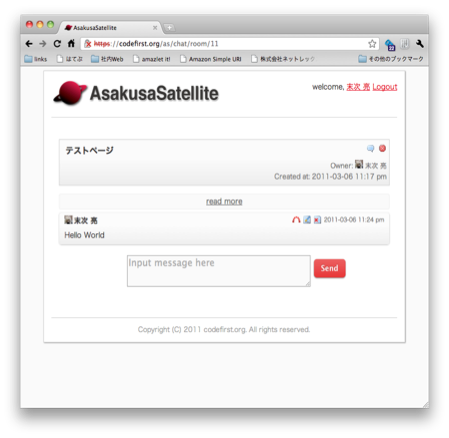 AsakusaSatellite
https://codefirst.org/as/chat/room/11
links はてぶ 社内Web amazlet it! Amazon Simple URI 株式会社ネットレック その他のブックマーク
AsakusaSatellite
welcome, 末次 亮 Logout
テストページ
Owner: 末次 亮
Created at: 2011-03-06 11:17 pm
read more
末次 亮
2011-03-06 11:24 pm
Hello World
Input message here
Send
Copyright (C) 2011 codefirst.org. All rights reserved.